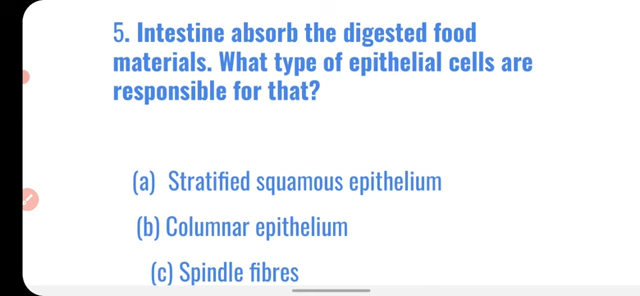 5. Intestine absorb the digested food
materials. What type of epithelial cells are
responsible for that?
(a) Stratified squamous epithelium
(b) Columnar epithelium
(c) Spindle fibres